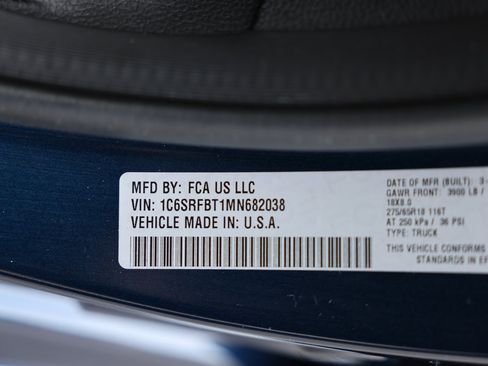 MFD BY: FCA US LLC
VIN: 1C6SRFBT1MN682038
VEHICLE MADE IN: U.S.A.
DATE OF MFR (BUILT) 3-
GAWR FRONT: 3900 LB /
18X8.0
275/65R18 116T
AT 250 kPa / 36 PSI
TYPE: TRUCK
THIS VEHICLE CONFORMS
STANDARDS IN EF